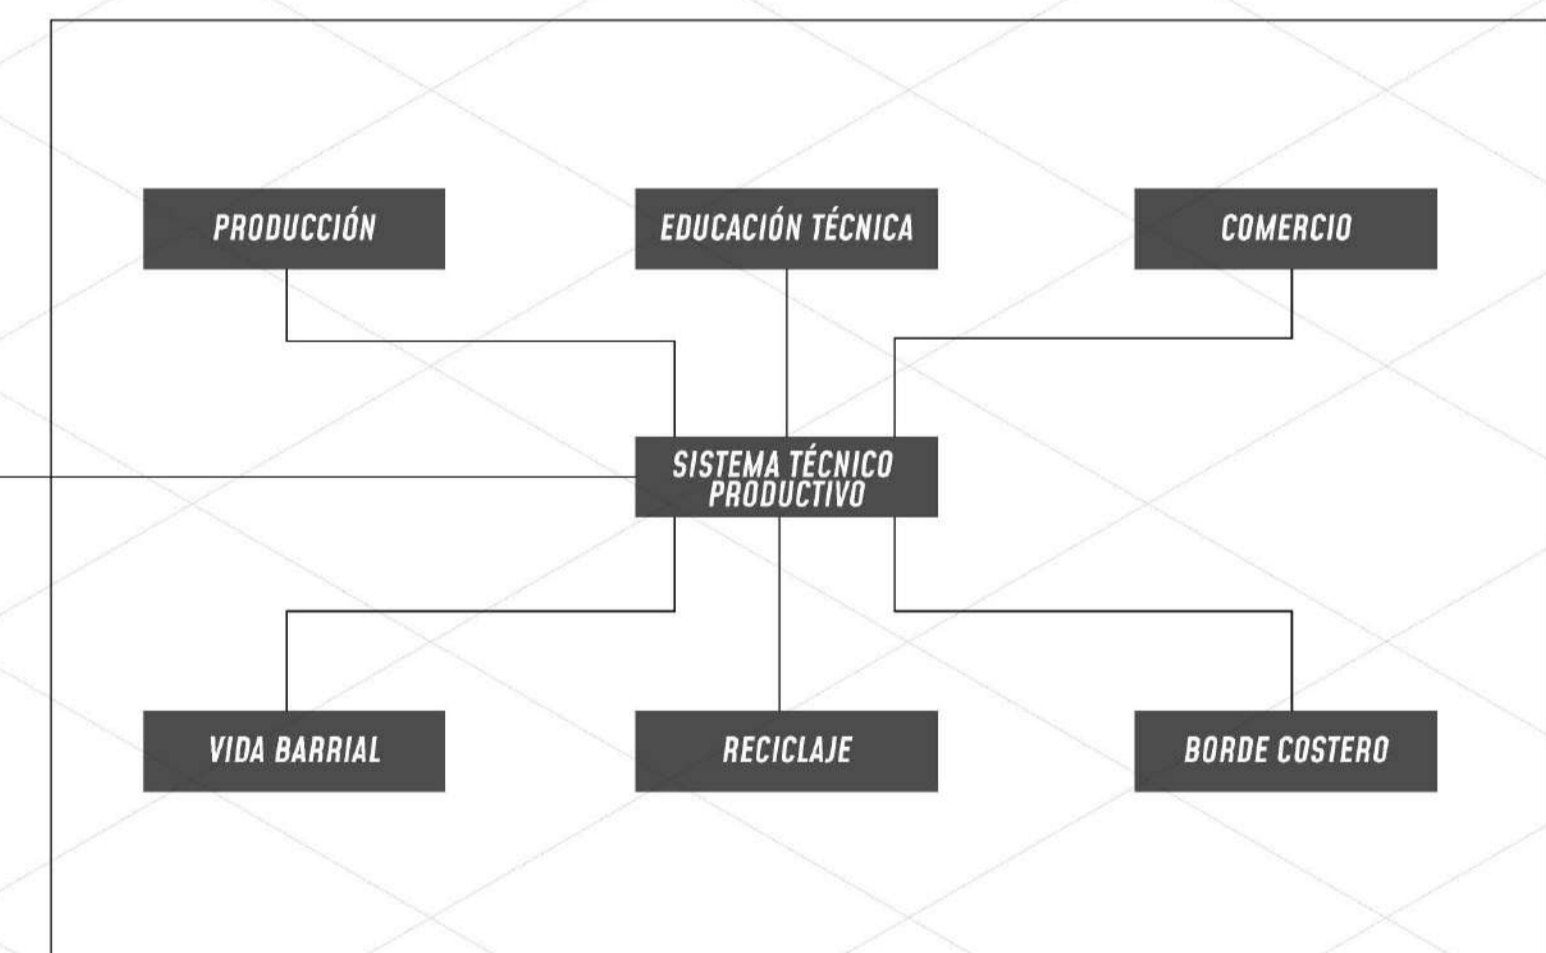 PRODUCCIÓN
EDUCACIÓN TÉCNICA
COMERCIO
SISTEMA TÉCNICO
PRODUCTIVO
VIDA BARRIAL
RECICLAJE
BORDE COSTERO